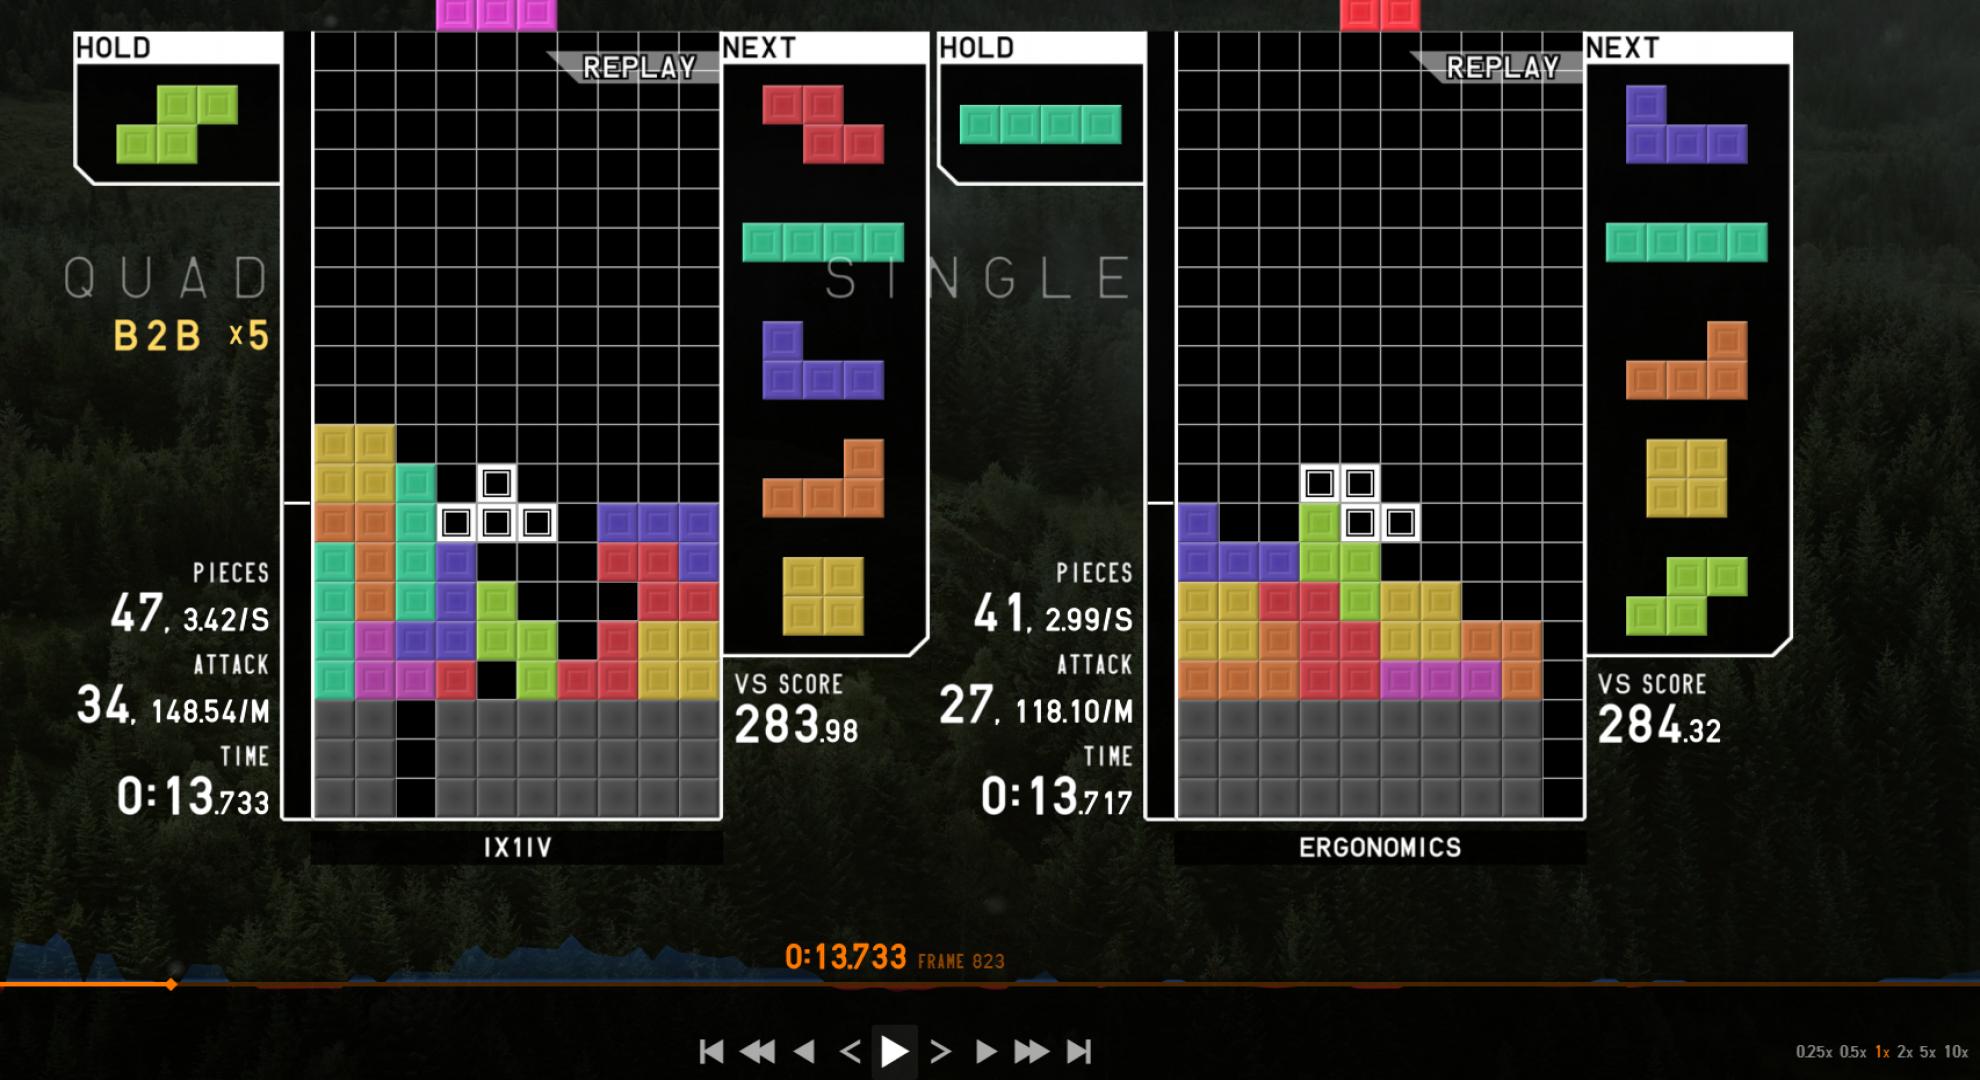 HOLD
REPLAY
NEXT
QUAD
B2B x5
PIECES
47, 3.42/S
ATTACK
34, 148.54/M
TIME
0:13.733
VS SCORE
283.98
IX1IV
HOLD
REPLAY
NEXT
SINGLE
PIECES
41, 2.99/S
ATTACK
27, 118.10/M
TIME
0:13.717
VS SCORE
284.32
ERGONOMICS
0:13.733 FRAME 823
0.25x 0.5x 1x 2x 5x 10x